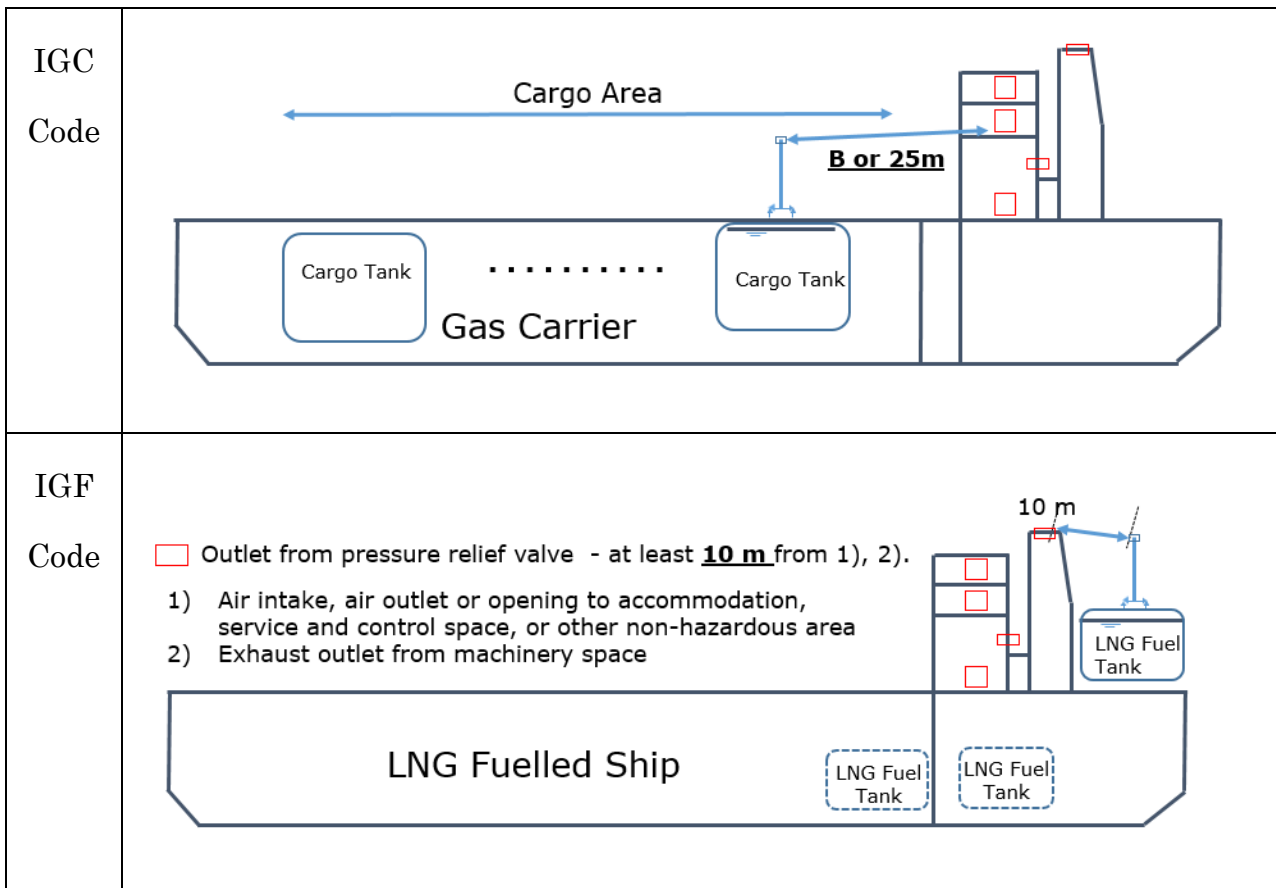 IGC
Code
Cargo Area
B or 25m
Cargo Tank
..........
Cargo Tank
Gas Carrier
IGF
Code
10 m
Outlet from pressure relief valve - at least 10 m from 1), 2).
1) Air intake, air outlet or opening to accommodation,
service and control space, or other non-hazardous area
2) Exhaust outlet from machinery space
LNG Fuel
Tank
LNG Fuelled Ship
LNG Fuel
Tank
LNG Fuel
Tank